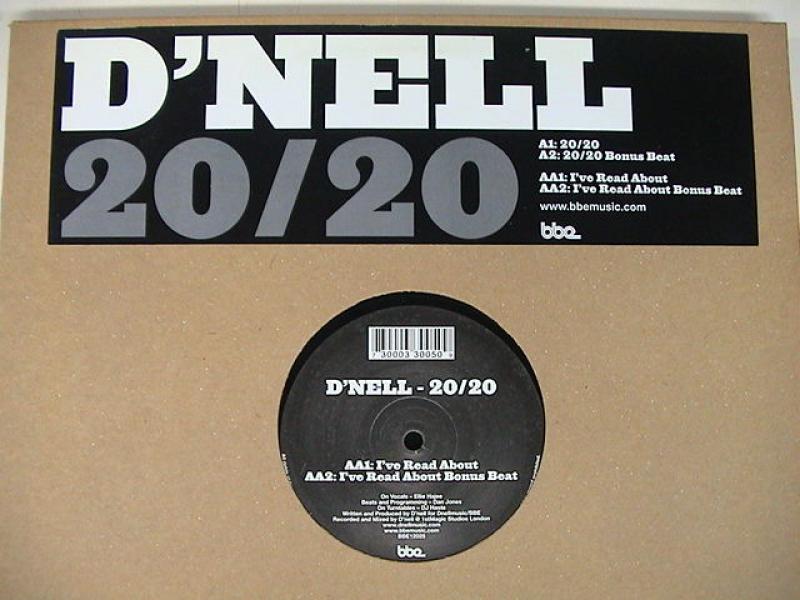 D'NELL
20/20
A1: 20/20
A2: 20/20 Bonus Beat
AA1: I've Read About
AA2: I've Read About Bonus Beat
www.bbemusic.com
bbe
7 30003 30050 9
D'NELL - 20/20
AA1: I've Read About
AA2: I've Read About Bonus Beat
On Vocals - Ellie
Beats and Programming - Dan Jones
On Turntables - DJ
Written and Produced by D'nell for Dnellmusic/BBE
Recorded and Mixed by D'nell @ 1stMagic Studios London
www.dnellmusic.com
www.bbemusic.com
bbe